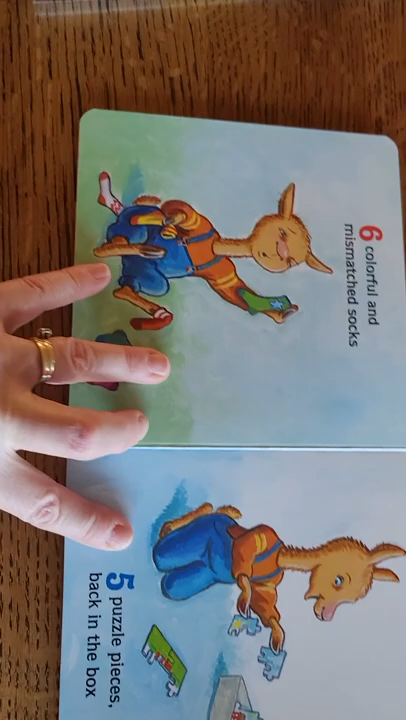 6 colorful and
mismatched socks
5 puzzle pieces,
back in the box